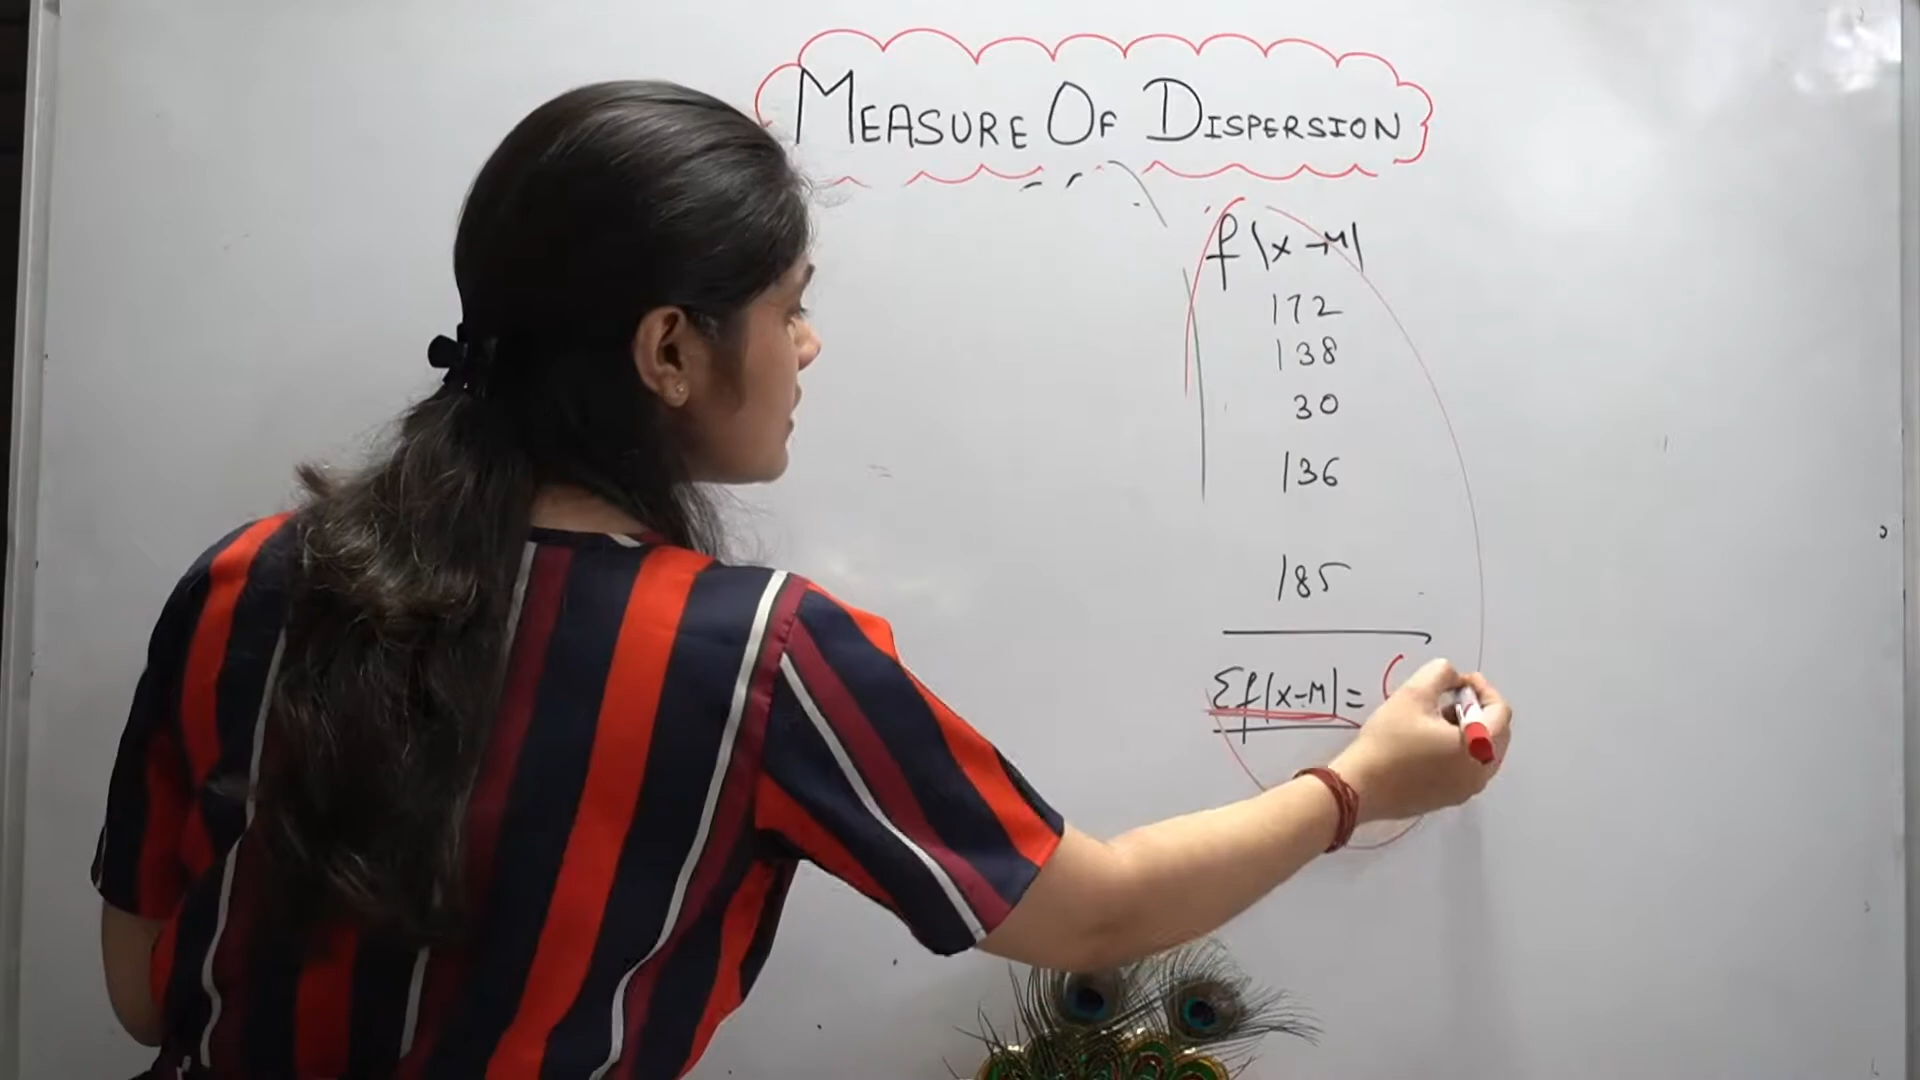 MEASURE OF DISPERSION
f |x-M|
172
138
30
136
185
Σf|x-M| =